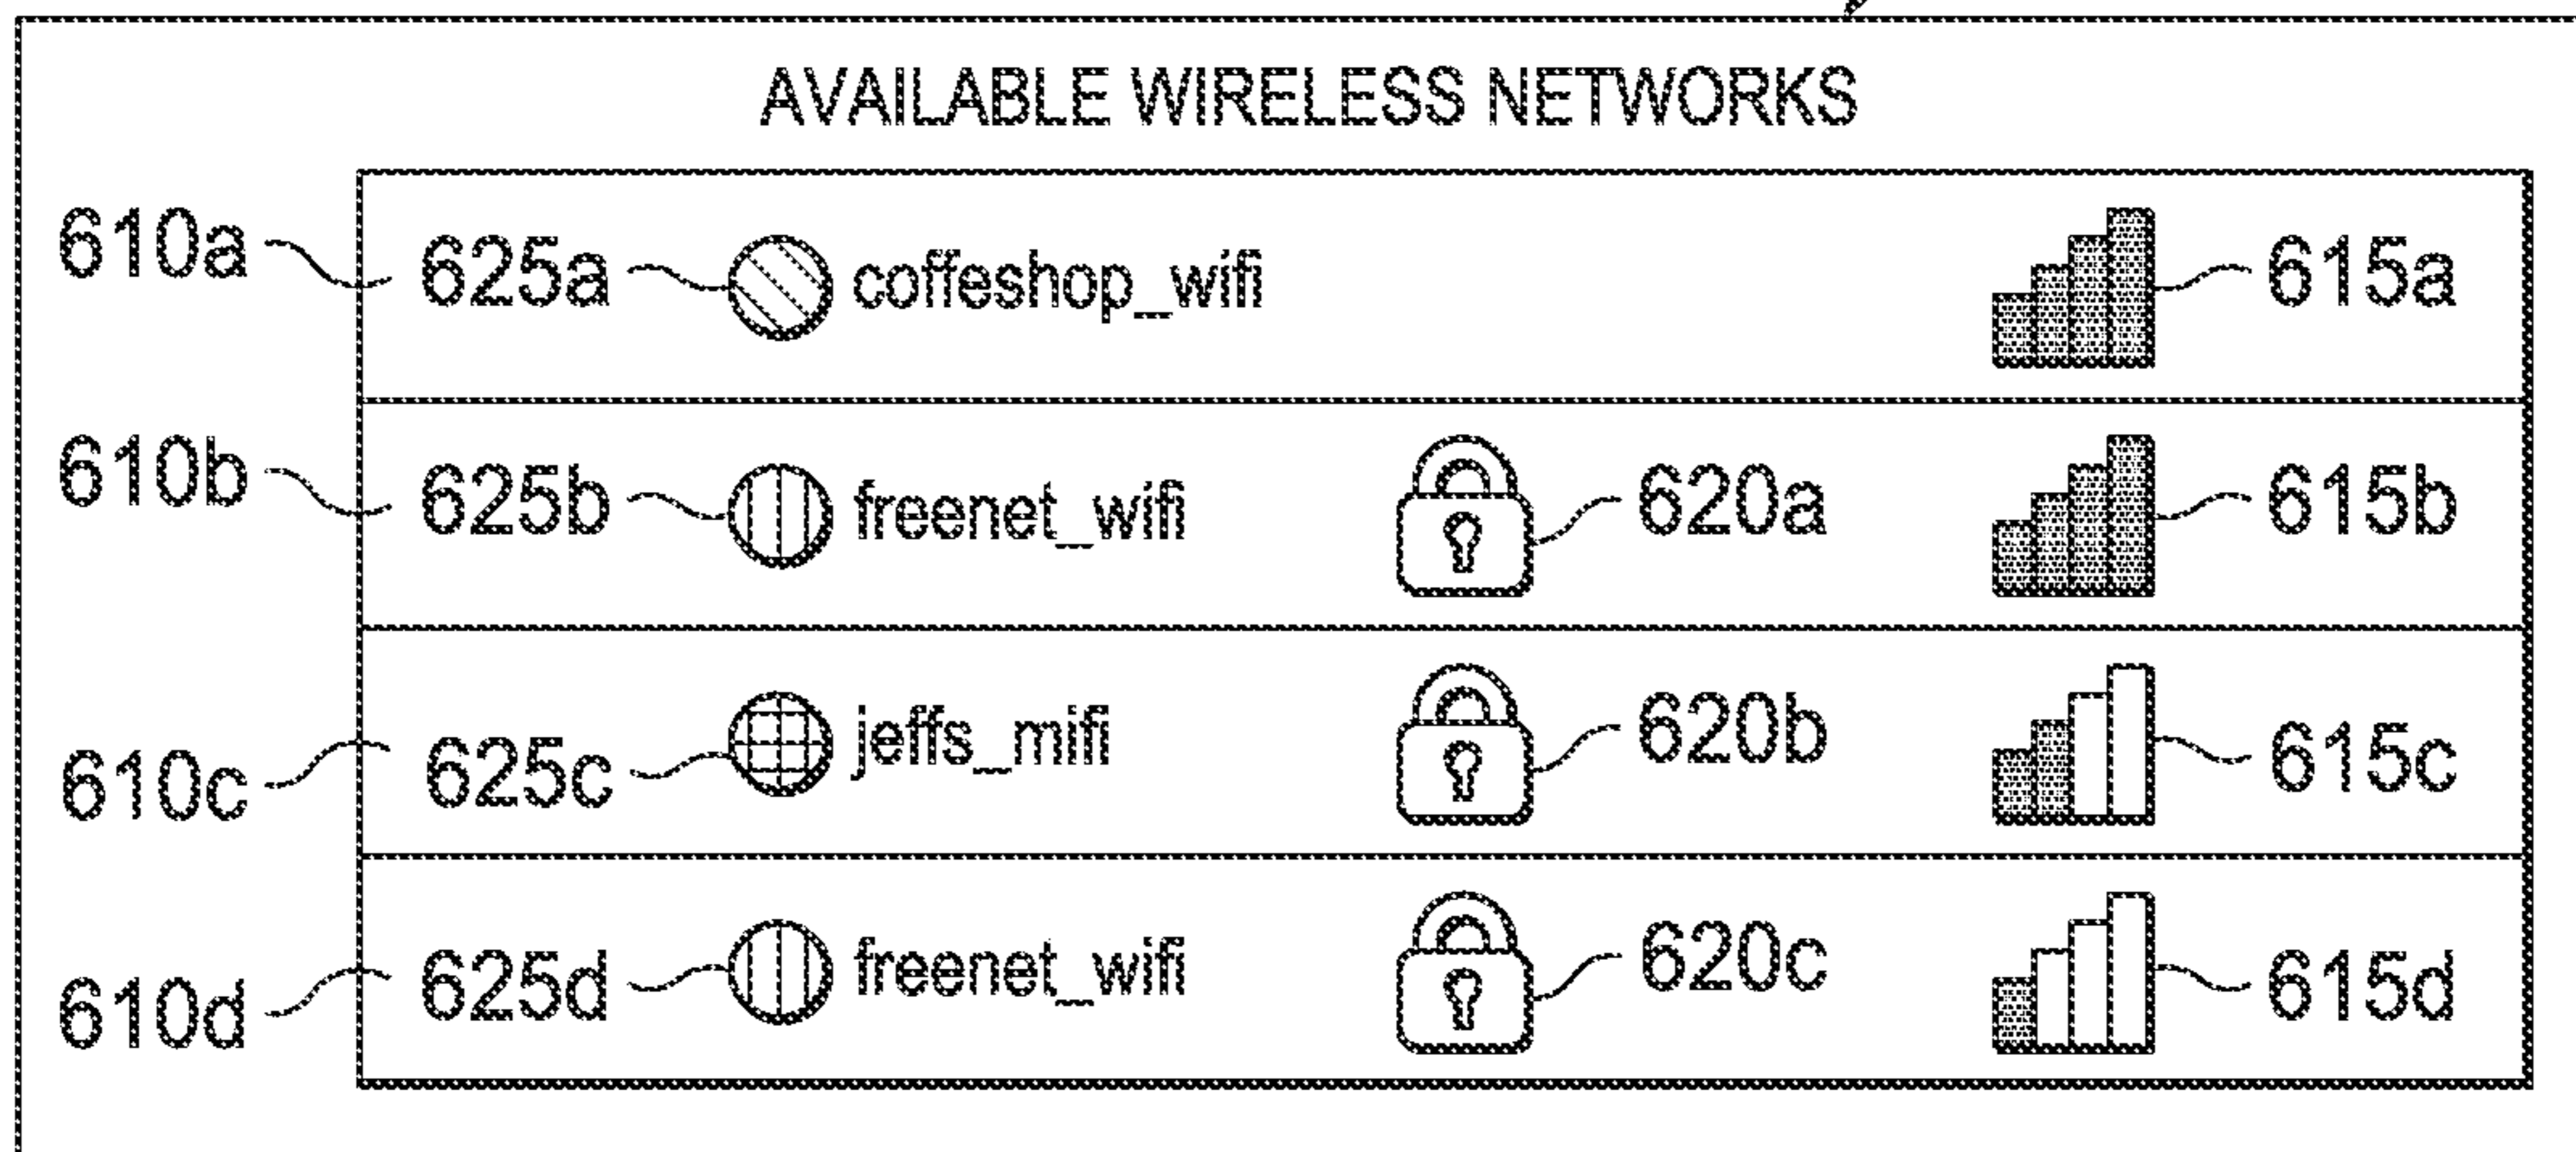 AVAILABLE WIRELESS NETWORKS
610a 625a coffeshop_wifi 615a
610b 625b freenet_wifi 620a 615b
610c 625c jeffs_mifi 620b 615c
610d 625d freenet_wifi 620c 615d